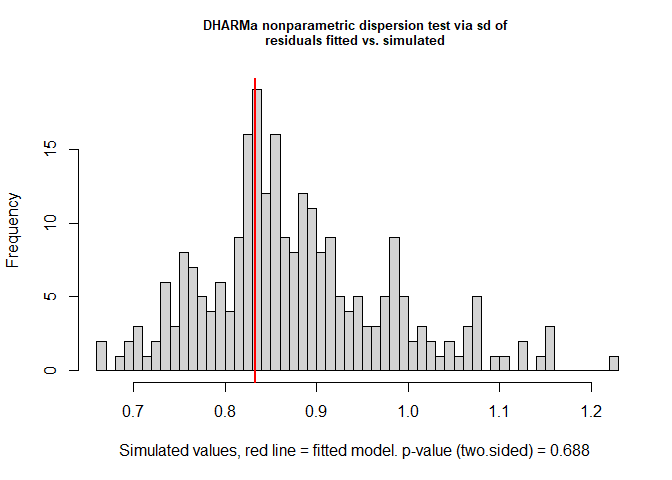 DHARMa nonparametric dispersion test via sd of
residuals fitted vs. simulated
Frequency
15
10
5
0
0.7 0.8 0.9 1.0 1.1 1.2
Simulated values, red line = fitted model. p-value (two.sided) = 0.688